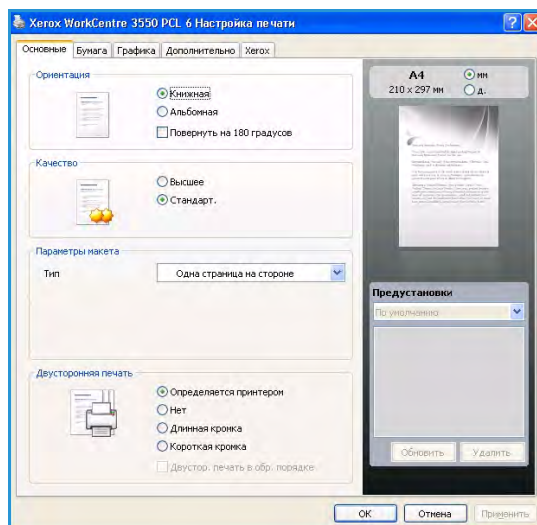 Xerox WorkCentre 3550 PCL 6 Настройка печати
Основные Бумага Графика Дополнительно Xerox
Ориентация
Книжная
Альбомная
Повернуть на 180 градусов
Качество
Высшее
Стандарт.
Параметры макета
Тип Одна страница на стороне
Двусторонняя печать
Определяется принтером
Нет
Длинная кромка
Короткая кромка
Двустор. печать в обр. порядке
A4 мм
210 x 297 мм д.
Предустановки
По умолчанию
Обновить Удалить
OK Отмена Применить